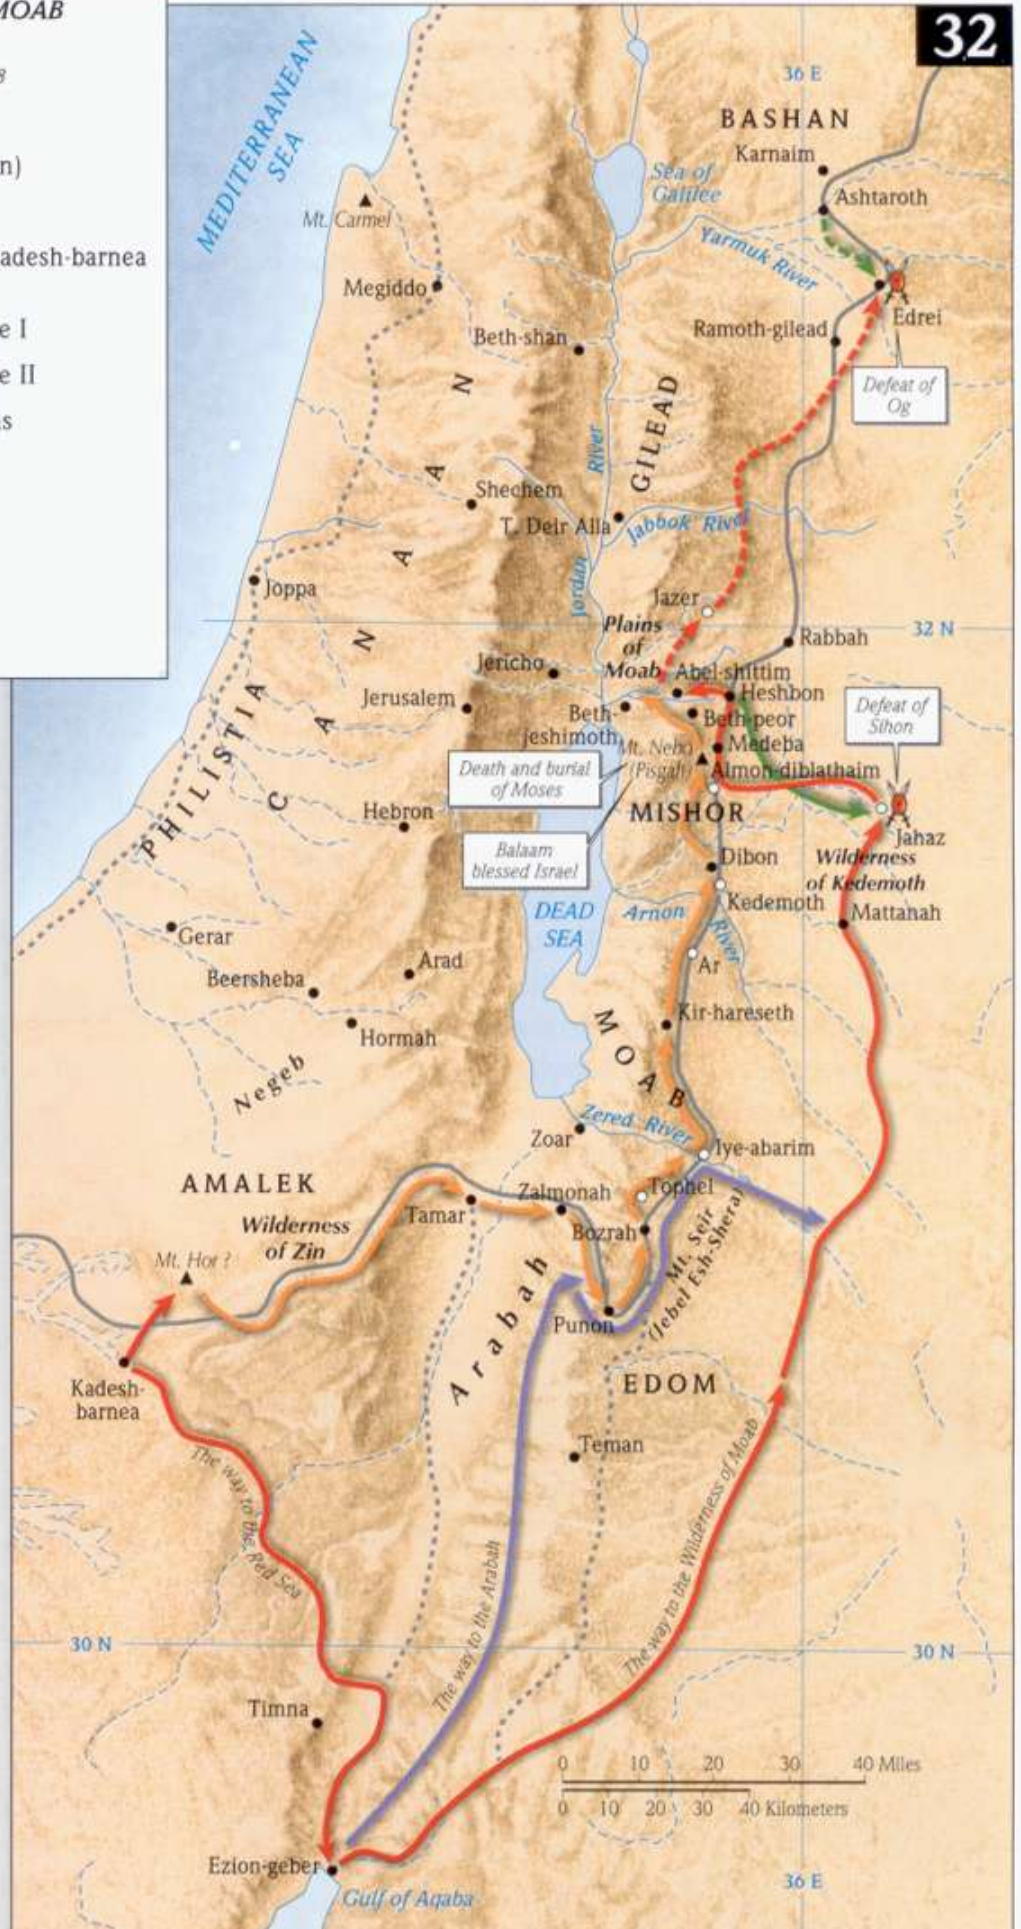 MOAB
32
adesh-barnea
e I
e II
36 E
MEDITERRANEAN
SEA
BASHAN
Karnaim
Sea of
Galilee
Ashtaroth
Mt. Carmel
Yarmuk River
Megiddo
Edrei
Ramoth-gilead
Beth-shan
Defeat of
Og
GILEAD
River
Shechem
T. Deir Alla
Jabbok River
Jordan
Joppa
Jazer
Plains
of
Moab
32 N
Rabbah
Jericho
Abel-shittim
Heshbon
Jerusalem
Beth-
jeshimoth
Beth-peor
Defeat of
Sihon
Mt. Nebo
(Pisgah)
Medeba
Death and burial
of Moses
Almon-diblathaim
CANAAN
PHILISTIA
MISHOR
Hebron
Jahaz
Balaam
blessed Israel
Dibon
Wilderness
of Kedemoth
Kedemoth
DEAD
SEA
Arnon
River
Mattanah
Gerar
Ar
Arad
Beersheba
Kir-hareseth
Hormah
MOAB
Negeb
Zered River
Zoar
Iye-abarim
AMALEK
Zalmonah
Tophel
Tamar
Wilderness
of Zin
Bozrah
Mt. Hor ?
Mt. Seir
(Jebel Esh-Shera)
Arabah
Punon
Kadesh-
barnea
EDOM
Teman
The way to the Red Sea
The way to the Arabah
The way to the Wilderness of Moab
30 N
30 N
Timna
0 10 20 30 40 Miles
0 10 20 30 40 Kilometers
Ezion-geber
Gulf of Aqaba
36 E